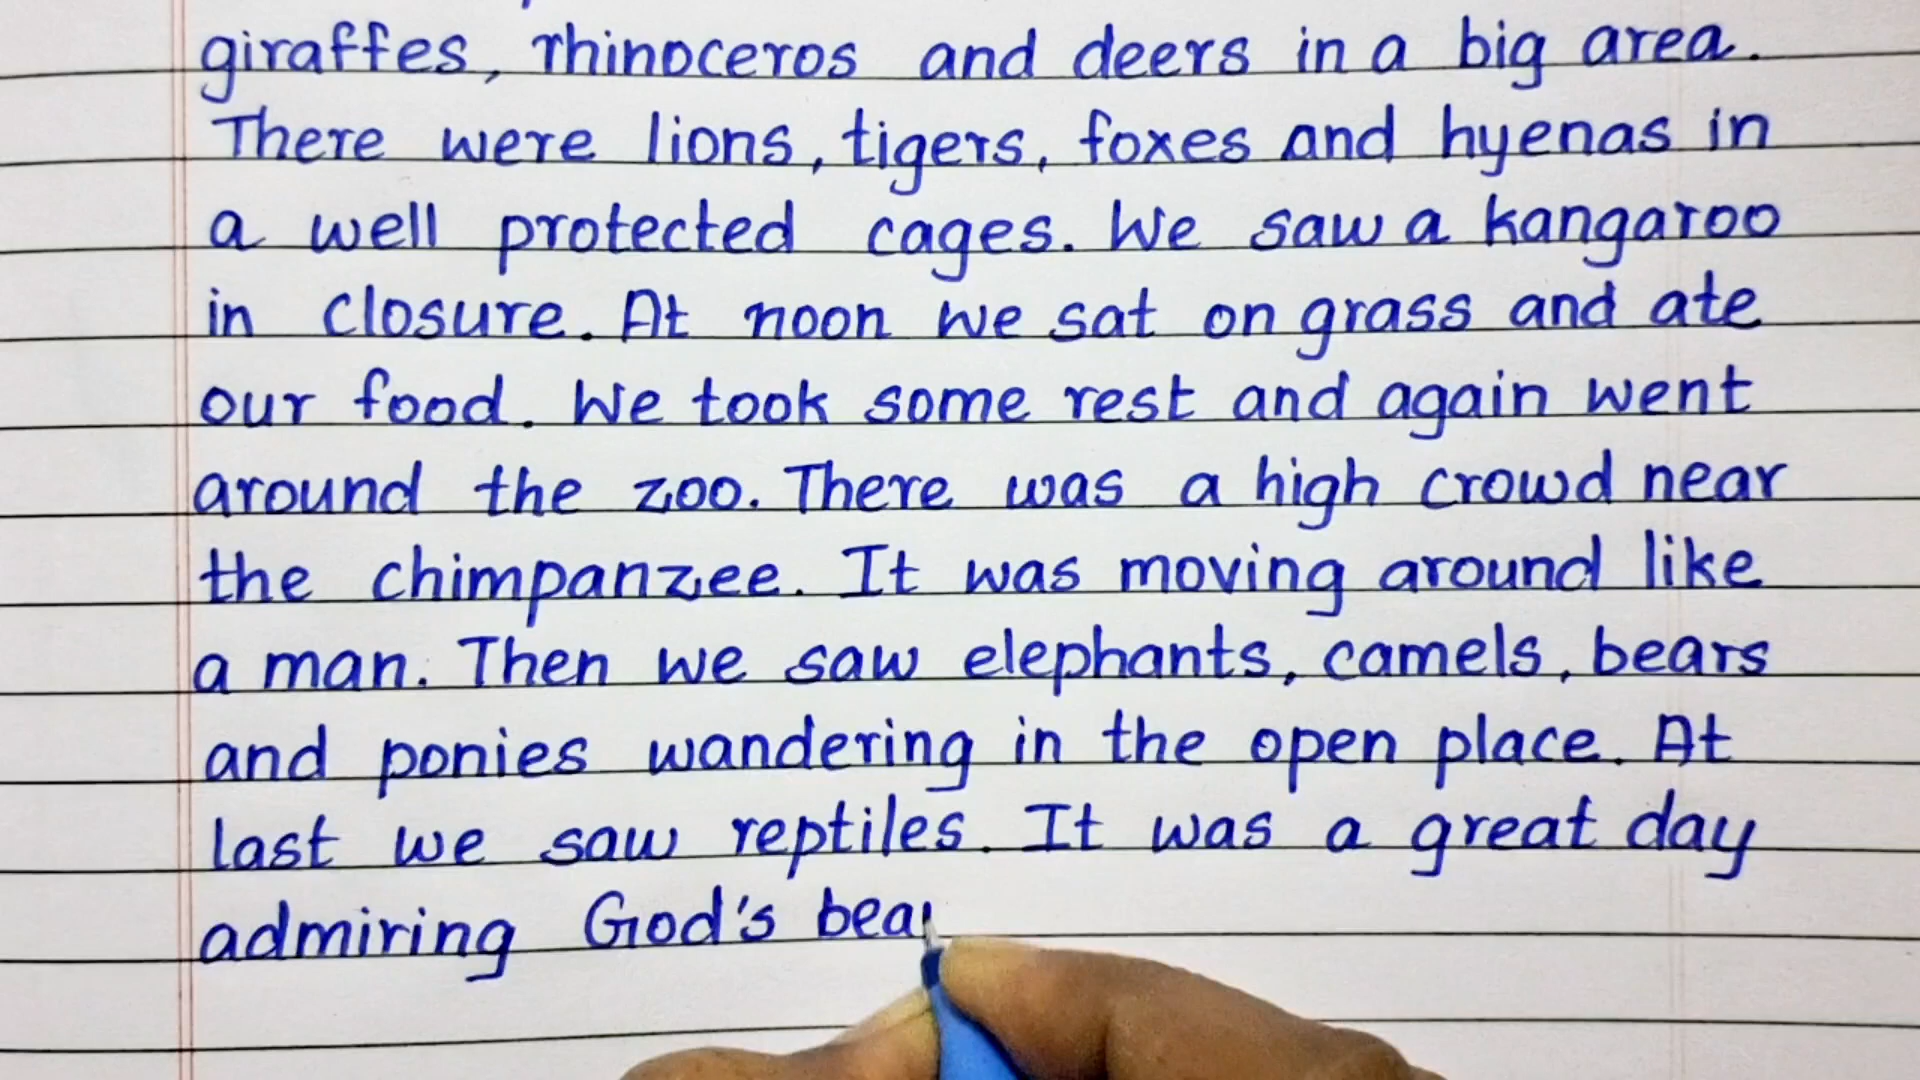 giraffes, rhinoceros and deers in a big area.
There were lions, tigers, foxes and hyenas in
a well protected cages. We saw a kangaroo
in closure. At noon we sat on grass and ate
our food. We took some rest and again went
around the zoo. There was a high crowd near
the chimpanzee. It was moving around like
a man. Then we saw elephants, camels, bears
and ponies wandering in the open place. At
last we saw reptiles. It was a great day
admiring God's bea